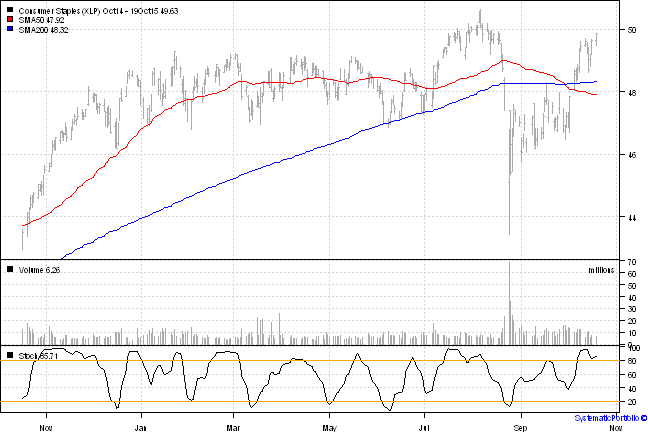 Consumer Staples (XLP) Oct14 - 19Oct15 49.63
SMA50 47.92
SMA200 48.32
50
48
46
44
Volume 6.26
millions
70
60
50
40
30
20
10
Stock 85.71
100
80
60
40
20
Nov
Jan
Mar
May
Jul
Sep
Nov
SystematicPortfolio ©